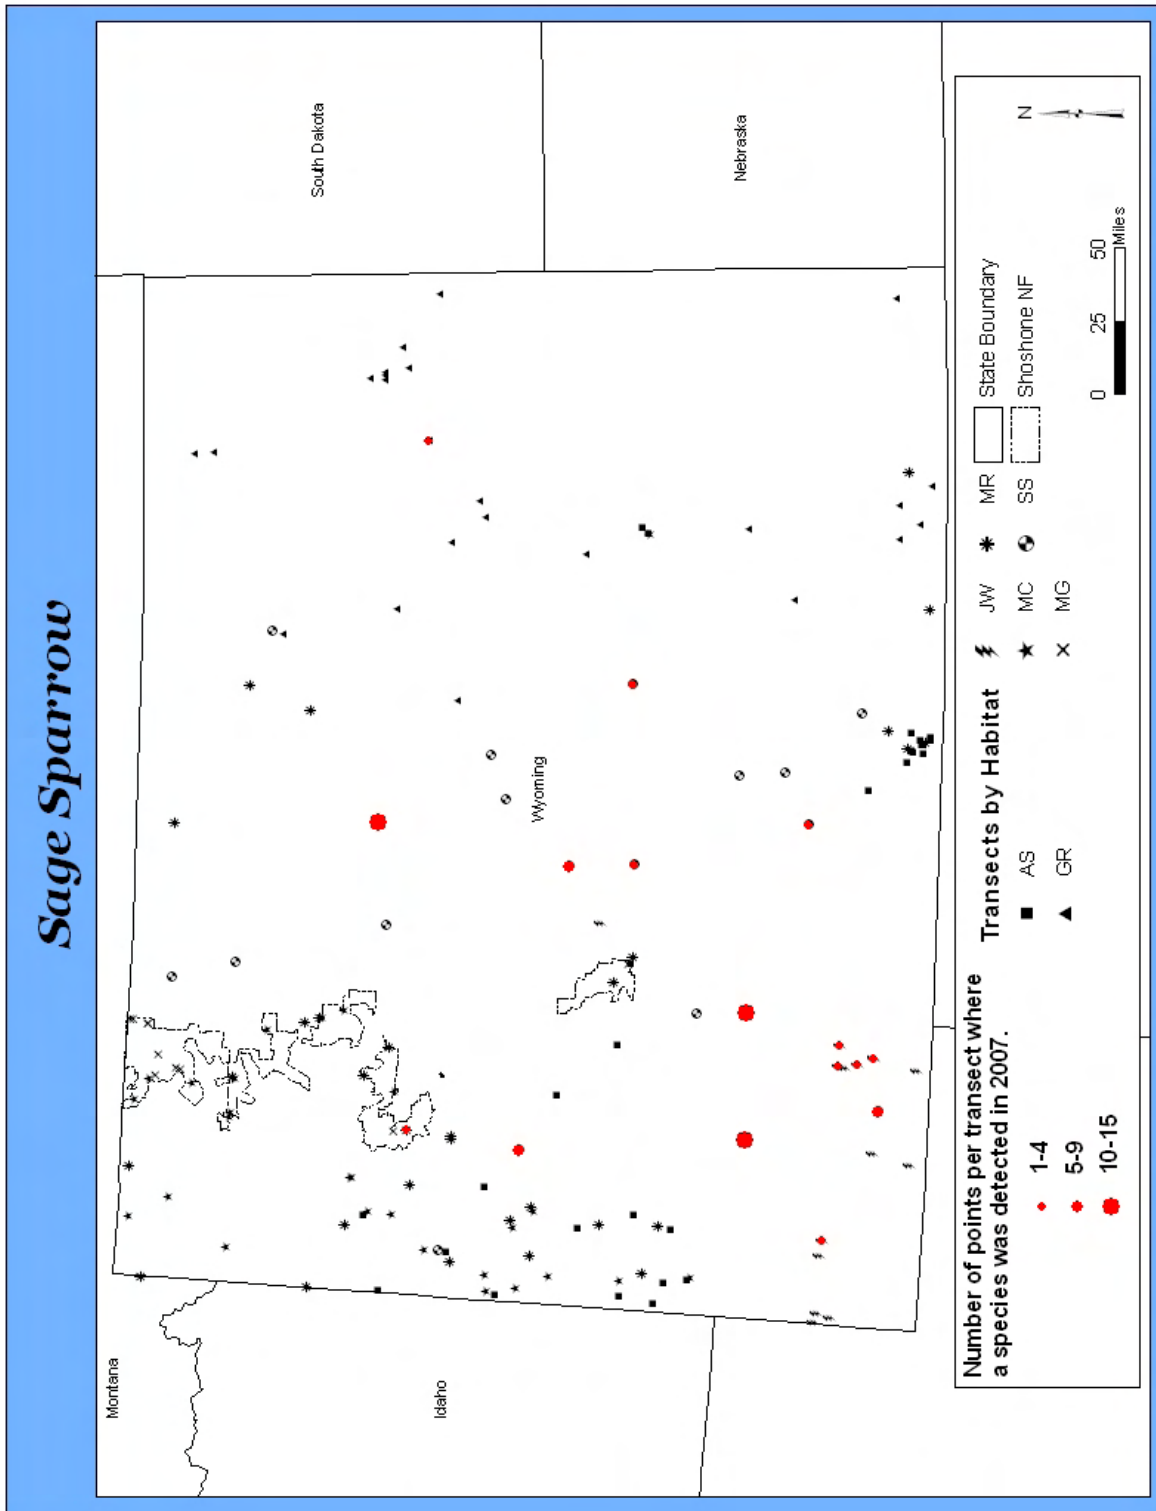 Sage Sparrow
Montana
South Dakota
Idaho
Wyoming
Nebraska
Number of points per transect where
a species was detected in 2007.
1-4
5-9
10-15
Transects by Habitat
AS
GR
JW
MC
MG
MR
SS
State Boundary
Shoshone NF
N
0 25 50
Miles